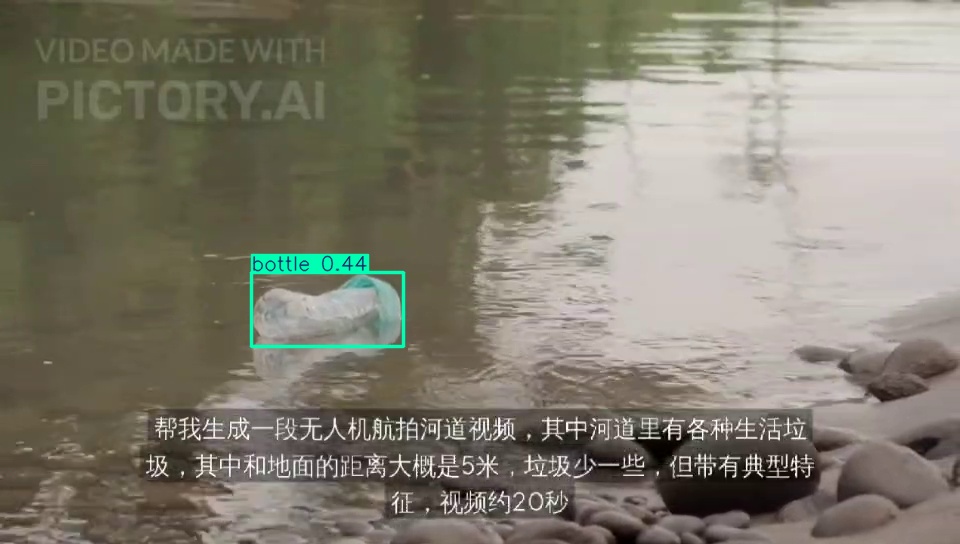 VIDEO MADE WITH
PICTORY.AI
bottle 0.44
帮我生成一段无人机航拍河道视频，其中河道里有各种生活垃
圾，其中和地面的距离大概是5米，垃圾少一些，但带有典型特
征，视频约20秒